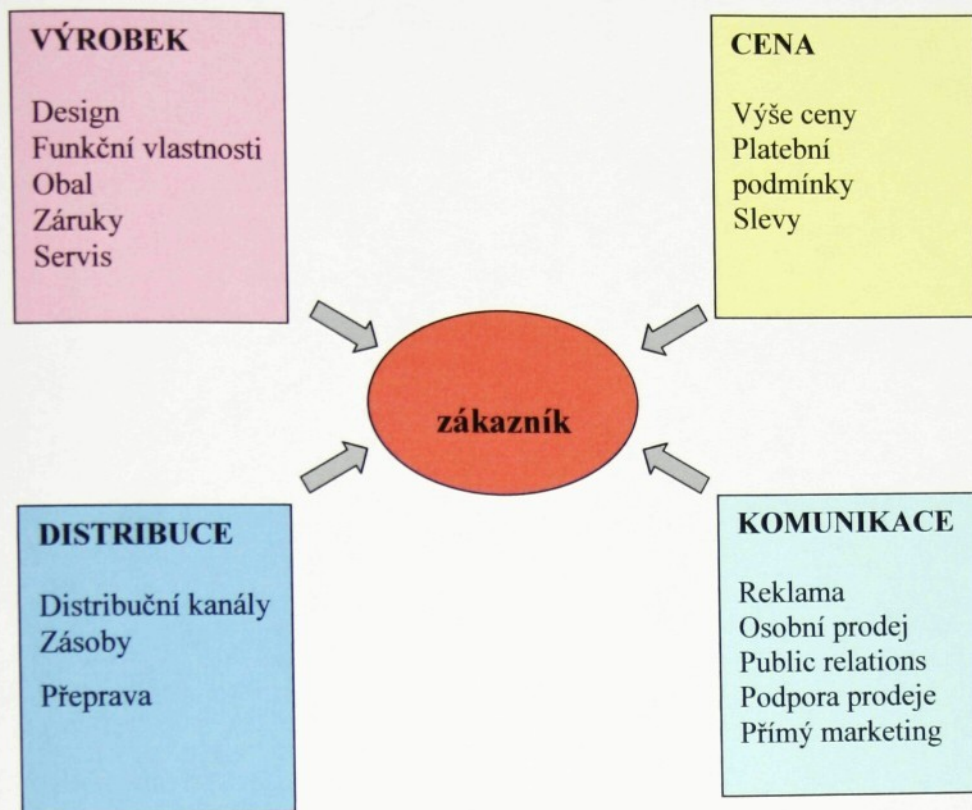 VÝROBEK
Design
Funkční vlastnosti
Obal
Záruky
Servis
CENA
Výše ceny
Platební
podmínky
Slevy
zákazník
DISTRIBUCE
Distribuční kanály
Zásoby
Přeprava
KOMUNIKACE
Reklama
Osobní prodej
Public relations
Podpora prodeje
Přímý marketing